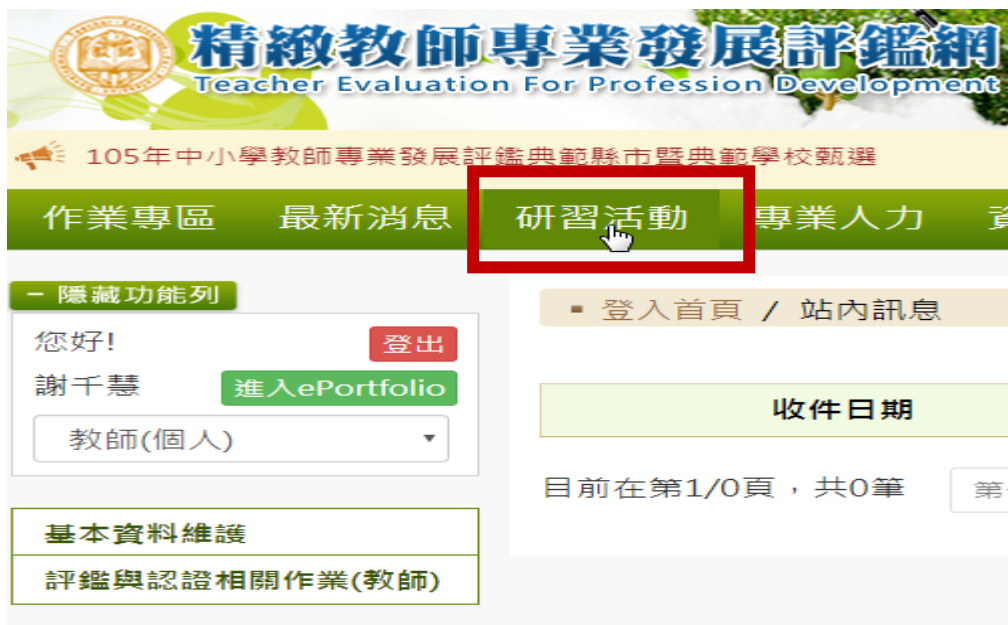 精緻教師專業發展評鑑網
Teacher Evaluation For Profession Development
105年中小學教師專業發展評鑑典範縣市暨典範學校甄選
作業專區 最新消息 研習活動 專業人力
- 隱藏功能列
▪ 登入首頁 / 站內訊息
您好! 登出
謝千慧 進入ePortfolio
教師(個人)
收件日期
目前在第1/0頁,共0筆 第
基本資料維護
評鑑與認證相關作業(教師)